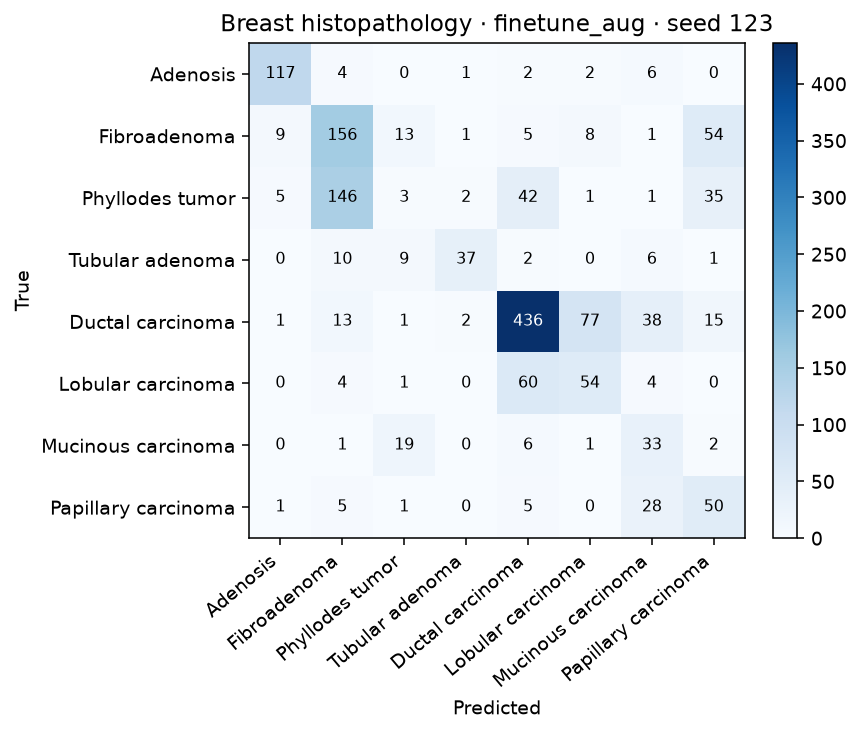 Breast histopathology · finetune_aug · seed 123
True
Adenosis 117 4 0 1 2 2 6 0
Fibroadenoma 9 156 13 1 5 8 1 54
Phyllodes tumor 5 146 3 2 42 1 1 35
Tubular adenoma 0 10 9 37 2 0 6 1
Ductal carcinoma 1 13 1 2 436 77 38 15
Lobular carcinoma 0 4 1 0 60 54 4 0
Mucinous carcinoma 0 1 19 0 6 1 33 2
Papillary carcinoma 1 5 1 0 5 0 28 50
Adenosis
Fibroadenoma
Phyllodes tumor
Tubular adenoma
Ductal carcinoma
Lobular carcinoma
Mucinous carcinoma
Papillary carcinoma
Predicted
400
350
300
250
200
150
100
50
0